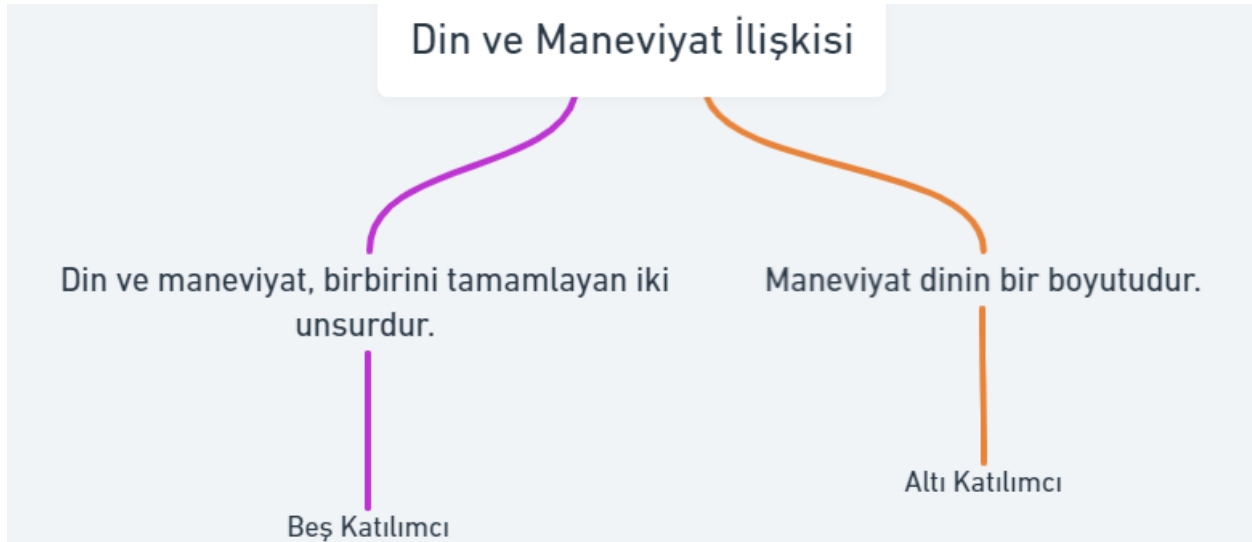 Din ve Maneviyat İlişkisi
Din ve maneviyat, birbirini tamamlayan iki
unsurdur.
Beş Katılımcı
Maneviyat dinin bir boyutudur.
Altı Katılımcı